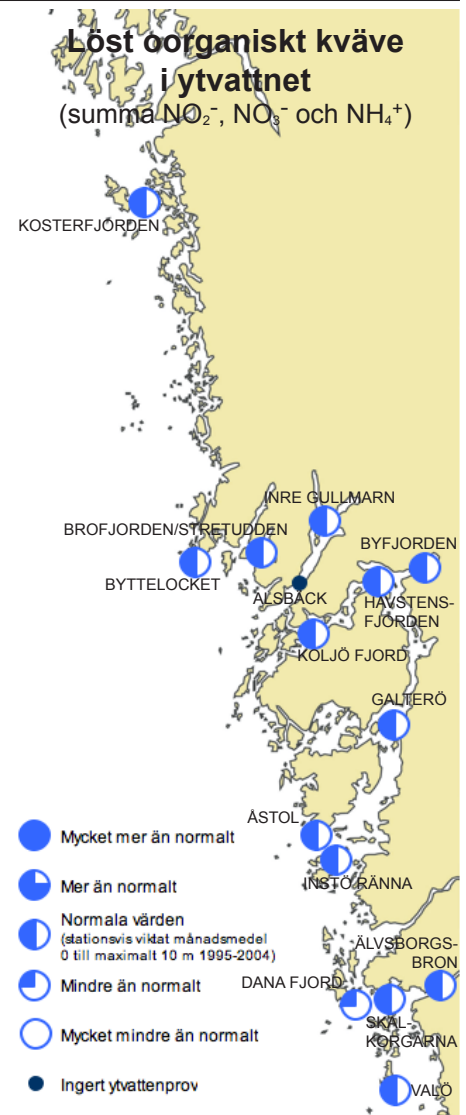 Löst oorganiskt kväve
i ytvattnet
(summa NO₂⁻, NO₃⁻ och NH₄⁺)
KOSTERFJORDEN
INRE GULLMARN
BROFJORDEN/STRETUDDEN
BYFJORDEN
BYTTELOCKET
ALSBÄCK
HAVSTENS-
FJORDEN
KOLJÖ FJORD
GALTERÖ
ÅSTOL
INSTÖ RÄNNA
ÄLVSBORGS-
BRON
DANA FJORD
SKAL-
KORGARNA
VALÖ
Mycket mer än normalt
Mer än normalt
Normala värden
(stationsvis viktat månadsmedel
0 till maximalt 10 m 1995-2004)
Mindre än normalt
Mycket mindre än normalt
Ingert ytvattenprov